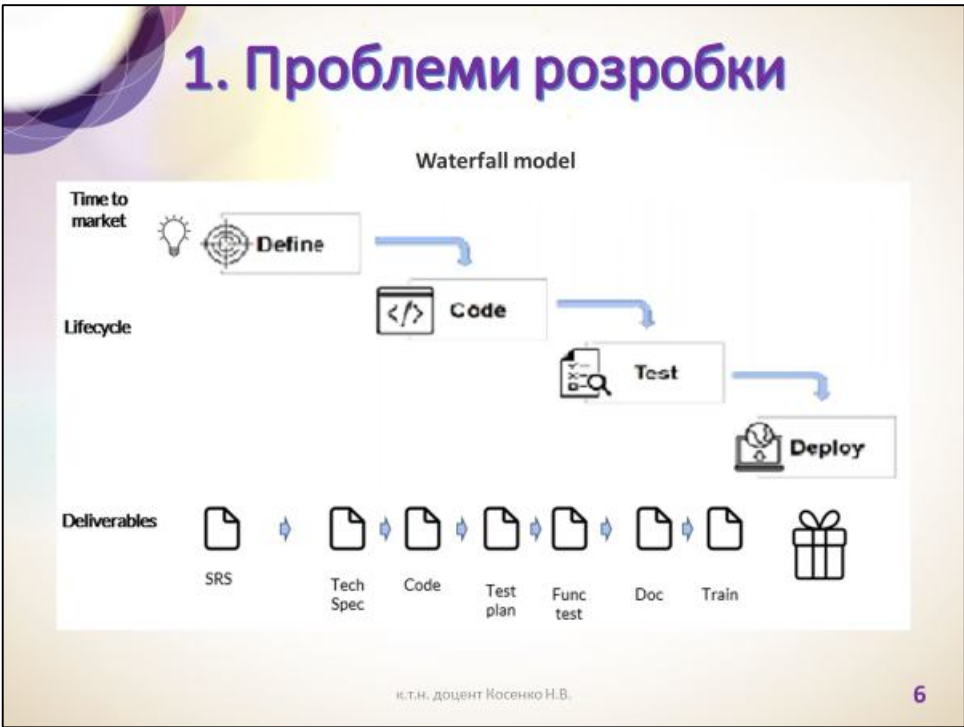 1. Проблеми розробки
Waterfall model
Time to
market
Define
</>
Code
Lifecycle
Test
Deploy
Deliverables
SRS
Tech
Spec
Code
Test
plan
Func
test
Doc
Train
к.т.н. доцент Косенко Н.В.
6